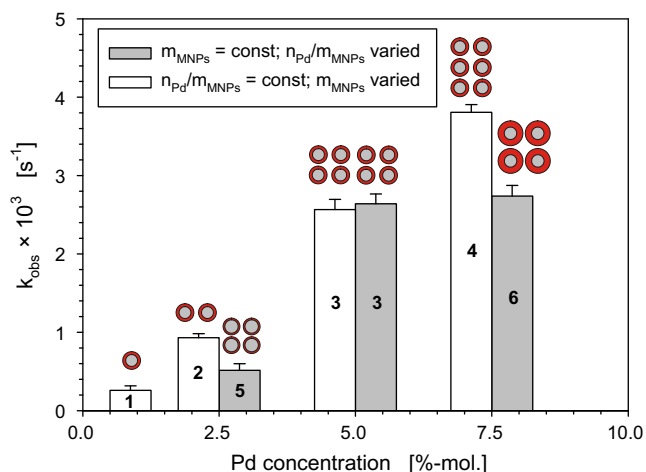 5
4
3
2
1
0
k_obs × 10³ [s⁻¹]
m_MNPs = const; n_Pd/m_MNPs varied
n_Pd/m_MNPs = const; m_MNPs varied
1
2
5
3
3
4
6
0.0 2.5 5.0 7.5 10.0
Pd concentration [%-mol.]